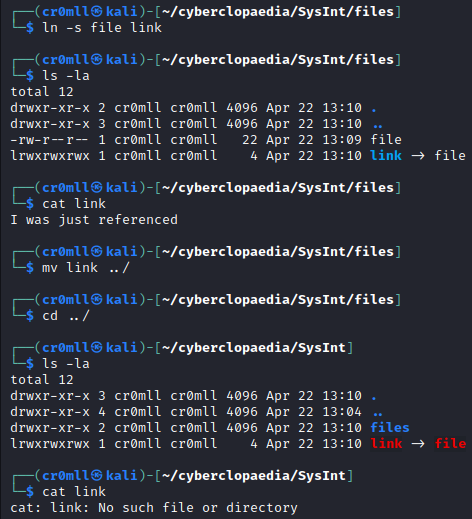 ┌──(cr0mll㉿kali)-[~/cyberclopaedia/SysInt/files]
└─$ ln -s file link
┌──(cr0mll㉿kali)-[~/cyberclopaedia/SysInt/files]
└─$ ls -la
total 12
drwxr-xr-x 2 cr0mll cr0mll 4096 Apr 22 13:10 .
drwxr-xr-x 3 cr0mll cr0mll 4096 Apr 22 13:10 ..
-rw-r--r-- 1 cr0mll cr0mll   22 Apr 22 13:09 file
lrwxrwxrwx 1 cr0mll cr0mll    4 Apr 22 13:10 link -> file
┌──(cr0mll㉿kali)-[~/cyberclopaedia/SysInt/files]
└─$ cat link
I was just referenced
┌──(cr0mll㉿kali)-[~/cyberclopaedia/SysInt/files]
└─$ mv link ../
┌──(cr0mll㉿kali)-[~/cyberclopaedia/SysInt/files]
└─$ cd ../
┌──(cr0mll㉿kali)-[~/cyberclopaedia/SysInt]
└─$ ls -la
total 12
drwxr-xr-x 3 cr0mll cr0mll 4096 Apr 22 13:10 .
drwxr-xr-x 4 cr0mll cr0mll 4096 Apr 22 13:04 ..
drwxr-xr-x 2 cr0mll cr0mll 4096 Apr 22 13:10 files
lrwxrwxrwx 1 cr0mll cr0mll    4 Apr 22 13:10 link -> file
┌──(cr0mll㉿kali)-[~/cyberclopaedia/SysInt]
└─$ cat link
cat: link: No such file or directory